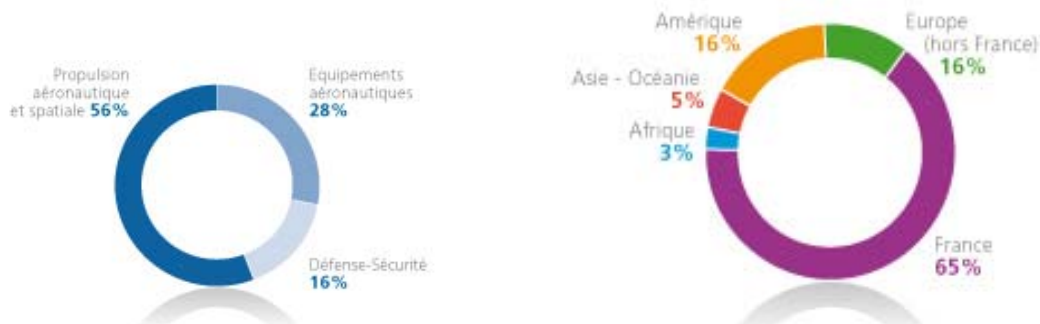 Propulsion
aéronautique
et spatiale 56%
Equipements
aéronautiques
28%
Défense-Sécurité
16%
Amérique
16%
Europe
(hors France)
16%
Asie - Océanie
5%
Afrique
3%
France
65%